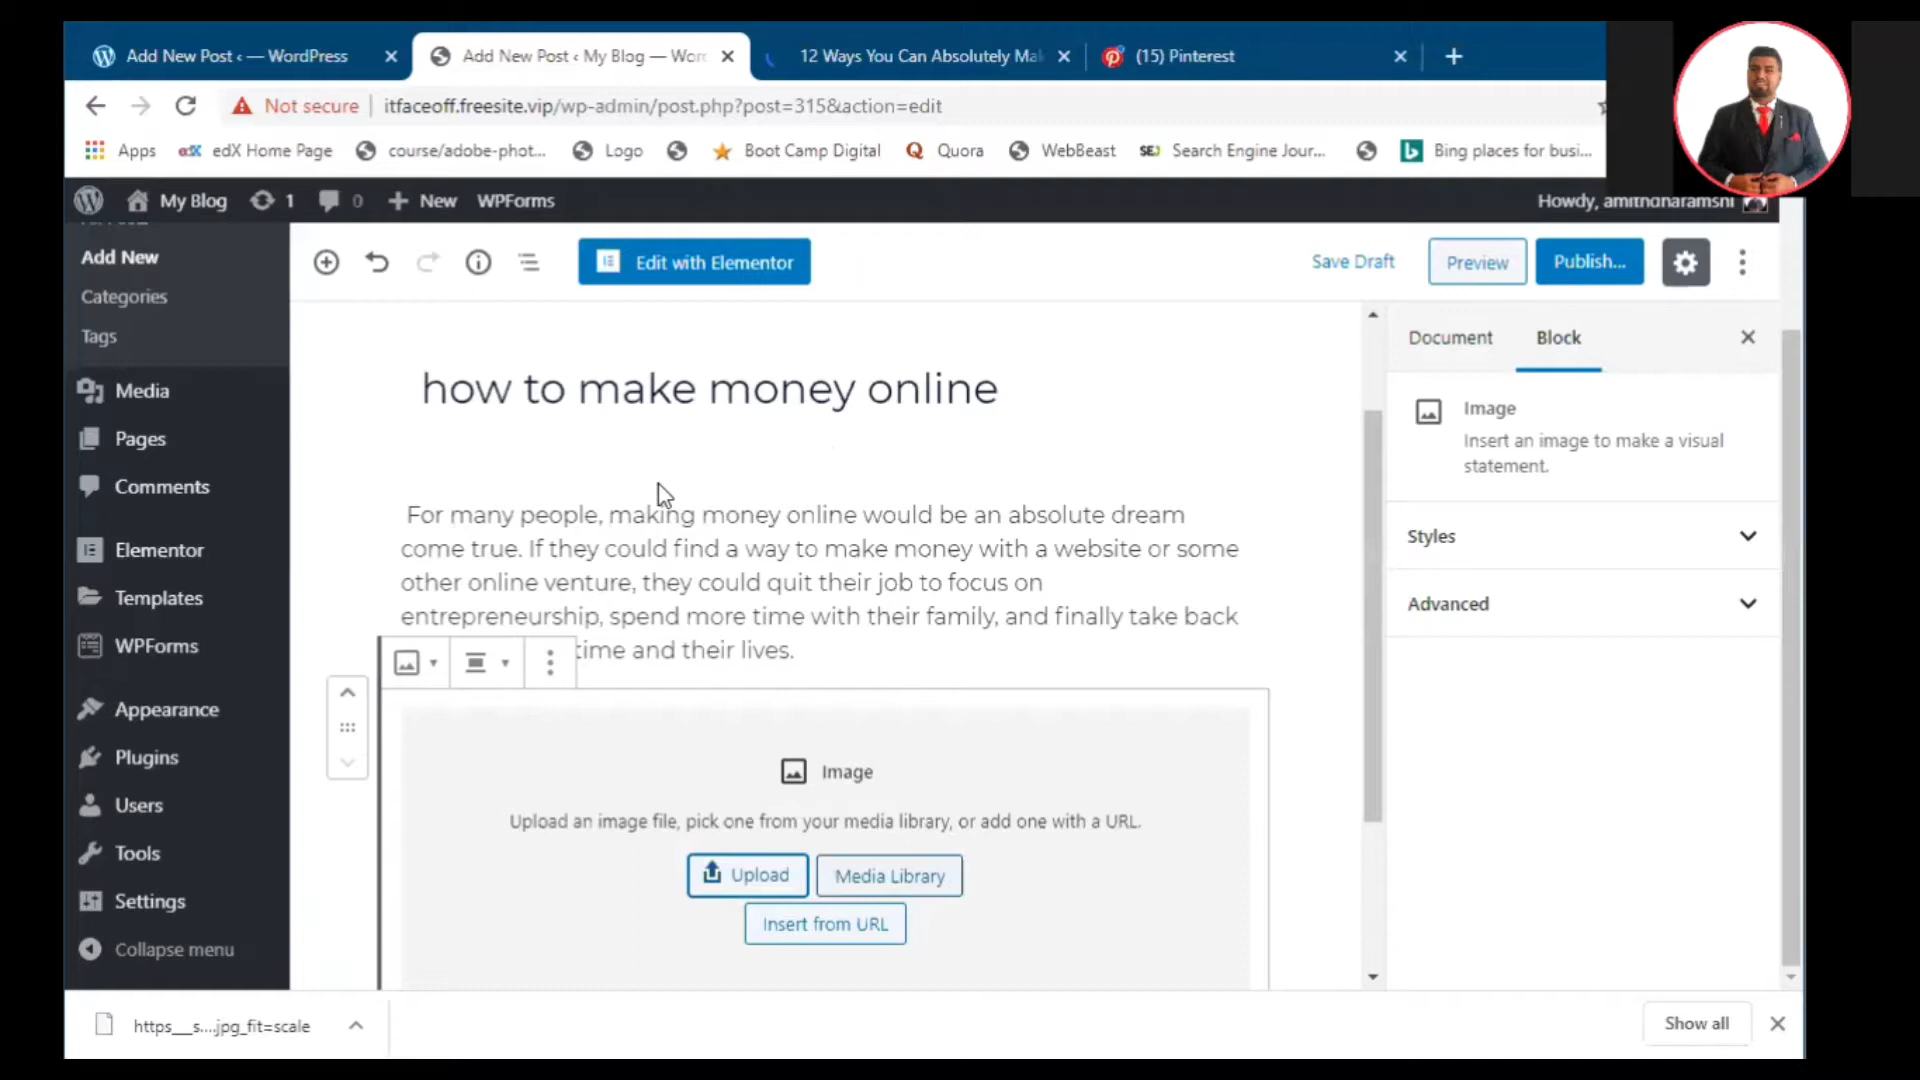 Add New Post ‹ — WordPress
Add New Post ‹ My Blog — Wor
12 Ways You Can Absolutely Mal
(15) Pinterest
Not secure
itfaceoff.freesite.vip/wp-admin/post.php?post=315&action=edit
Apps
edX edX Home Page
course/adobe-phot...
Logo
Boot Camp Digital
Quora
WebBeast
SEJ Search Engine Jour...
Bing places for busi...
My Blog
1
0
New
WPForms
Howdy, amithdharamshi
Add New
Categories
Tags
Media
Pages
Comments
Elementor
Templates
WPForms
Appearance
Plugins
Users
Tools
Settings
Collapse menu
Edit with Elementor
Save Draft
Preview
Publish...
how to make money online
For many people, making money online would be an absolute dream
come true. If they could find a way to make money with a website or some
other online venture, they could quit their job to focus on
entrepreneurship, spend more time with their family, and finally take back
time and their lives.
Image
Upload an image file, pick one from your media library, or add one with a URL.
Upload
Media Library
Insert from URL
Document
Block
Image
Insert an image to make a visual
statement.
Styles
Advanced
https__s....jpg_fit=scale
Show all